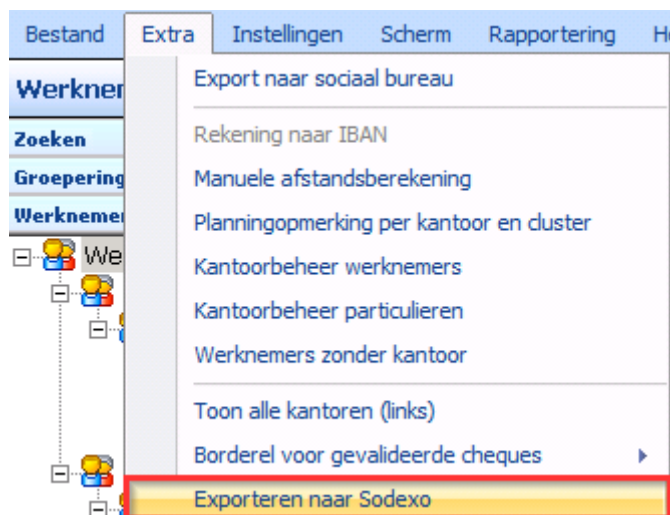 Bestand Extra Instellingen Scherm Rapportering
Export naar sociaal bureau
Zoeken
Rekening naar IBAN
Groepering
Manuele afstandsberekening
Planningopmerking per kantoor en cluster
We
Kantoorbeheer werknemers
Kantoorbeheer particulieren
Werknemers zonder kantoor
Toon alle kantoren (links)
Borderel voor gevalideerde cheques
Exporteren naar Sodexo